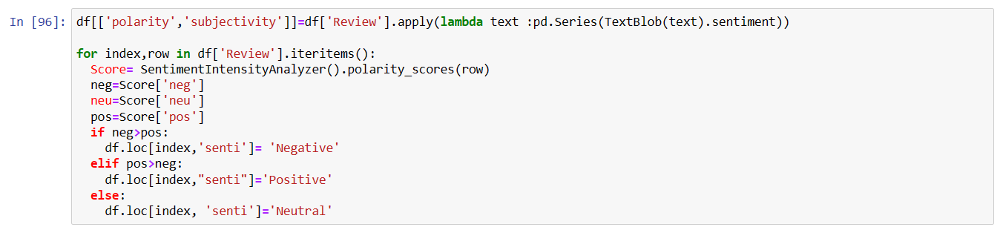 In [96]: df[['polarity','subjectivity']]=df['Review'].apply(lambda text :pd.Series(TextBlob(text).sentiment))

for index,row in df['Review'].iteritems():
  Score= SentimentIntensityAnalyzer().polarity_scores(row)
  neg=Score['neg']
  neu=Score['neu']
  pos=Score['pos']
  if neg>pos:
    df.loc[index,'senti']= 'Negative'
  elif pos>neg:
    df.loc[index,"senti"]='Positive'
  else:
    df.loc[index, 'senti']='Neutral'